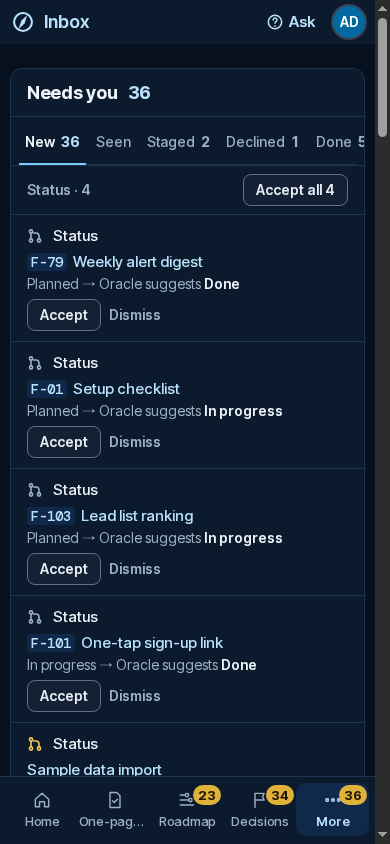 Inbox
Ask
AD
Needs you 36
New 36 Seen Staged 2 Declined 1 Done 5
Status · 4
Accept all 4
Status
F-79 Weekly alert digest
Planned → Oracle suggests Done
Accept Dismiss
Status
F-01 Setup checklist
Planned → Oracle suggests In progress
Accept Dismiss
Status
F-103 Lead list ranking
Planned → Oracle suggests In progress
Accept Dismiss
Status
F-101 One-tap sign-up link
In progress → Oracle suggests Done
Accept Dismiss
Status
Sample data import
23 34 36
Home One-pag… Roadmap Decisions More